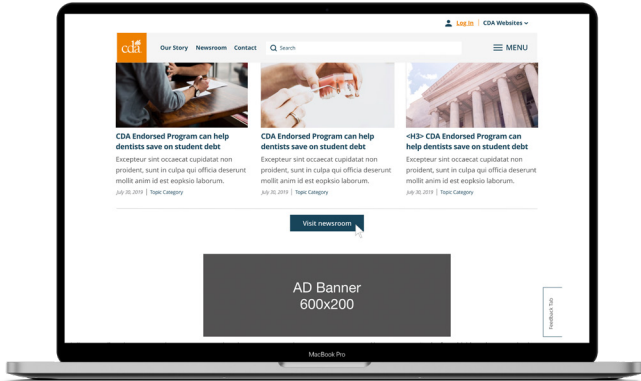 Log In | CDA Websites
cda
Our Story Newsroom Contact Search MENU
CDA Endorsed Program can help
dentists save on student debt
Excepteur sint occaecat cupidatat non
proident, sunt in culpa qui officia deserunt
mollit anim id est eopksio laborum.
July 30, 2019 | Topic Category
CDA Endorsed Program can help
dentists save on student debt
Excepteur sint occaecat cupidatat non
proident, sunt in culpa qui officia deserunt
mollit anim id est eopksio laborum.
July 30, 2019 | Topic Category
<H3> CDA Endorsed Program can
help dentists save on student debt
Excepteur sint occaecat cupidatat non
proident, sunt in culpa qui officia deserunt
mollit anim id est eopksio laborum.
July 30, 2019 | Topic Category
Visit newsroom
AD Banner
600x200
Feedback Tab
MacBook Pro